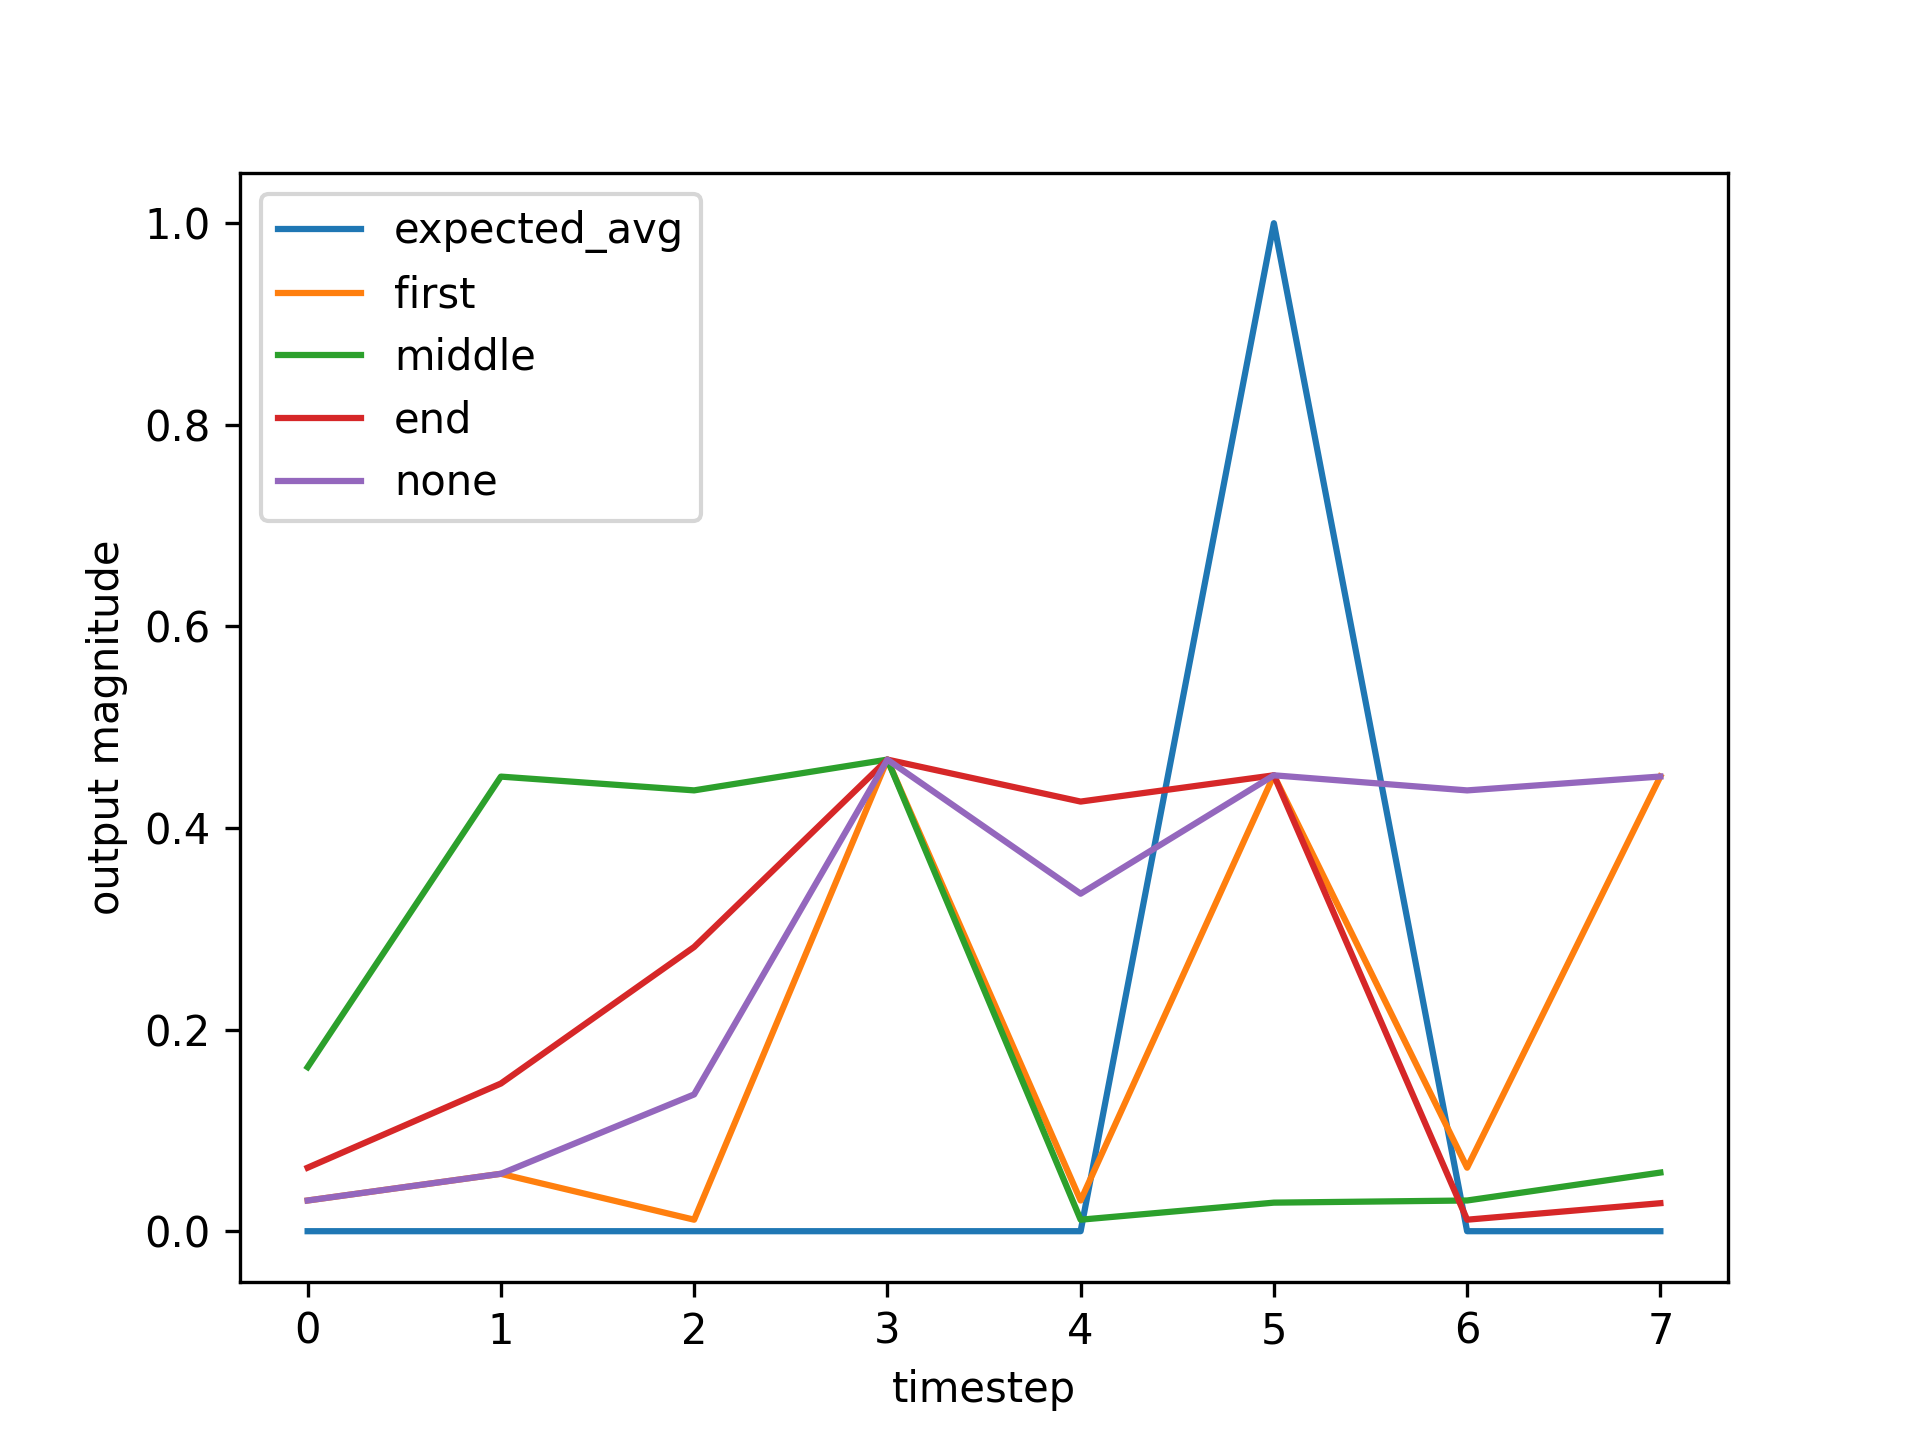 expected_avg
first
middle
end
none
1.0
0.8
0.6
0.4
0.2
0.0
output magnitude
0 1 2 3 4 5 6 7
timestep